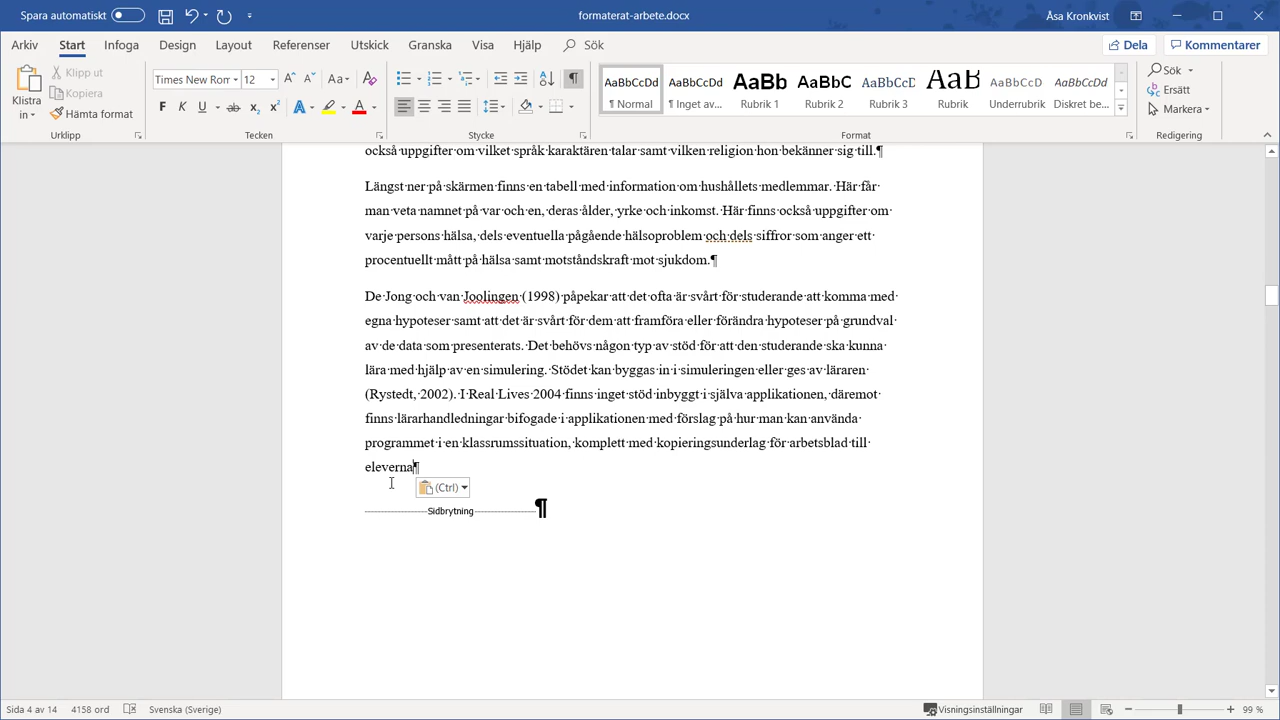 Spara automatiskt
formaterat-arbete.docx
Åsa Kronkvist
Arkiv Start Infoga Design Layout Referenser Utskick Granska Visa Hjälp Sök
Dela Kommentarer
Klistra
Klipp ut
Kopiera
Hämta format
Urklipp
Times New Rom 12 Aa A
F K U ab x₂ x² A A
Tecken
Stycke
AaBbCcDd AaBbCcDd AaBb AaBbC AaBbCcD AaB AaBbCcD AaBbCcDd
¶ Normal ¶ Inget av... Rubrik 1 Rubrik Rubrik Underrubrik Diskret bet...
Format
Sök
Ersätt
Markera
Redigering
också·uppgifter·om·vilket·språk·karaktären·talar·samt·vilken·religion·hon·bekänner·sig·till.¶
Längst·ner·på·skärmen·finns·en·tabell·med·information·om·hushållets·medlemmar.·Här·får·
man·veta·namnet·på·var·och·en,·deras·ålder,·yrke·och·inkomst.·Här·finns·också·uppgifter·om·
varje·persons·hälsa,·dels·eventuella·pågående·hälsoproblem·och·dels·siffror·som·anger·ett·
procentuellt·mått·på·hälsa·samt·motståndskraft·mot·sjukdom.¶
De·Jong·och·van·Joolingen·(1998)·påpekar·att·det·ofta·är·svårt·för·studerande·att·komma·med·
egna·hypoteser·samt·att·det·är·svårt·för·dem·att·framföra·eller·förändra·hypoteser·på·grundval·
av·de·data·som·presenterats.·Det·behövs·någon·typ·av·stöd·för·att·den·studerande·ska·kunna·
lära·med·hjälp·av·en·simulering.·Stödet·kan·byggas·in·i·simuleringen·eller·ges·av·läraren·
(Rystedt,·2002).·I·Real·Lives·2004·finns·inget·stöd·inbyggt·i·själva·applikationen,·däremot·
finns·lärarhandledningar·bifogade·i·applikationen·med·förslag·på·hur·man·kan·använda·
programmet·i·en·klassrumssituation,·komplett·med·kopieringsunderlag·för·arbetsblad·till·
eleverna¶
(Ctrl)
Sidbrytning ¶
Sida 4 av 14 4158 ord Svenska (Sverige) Visningsinställningar 99 %